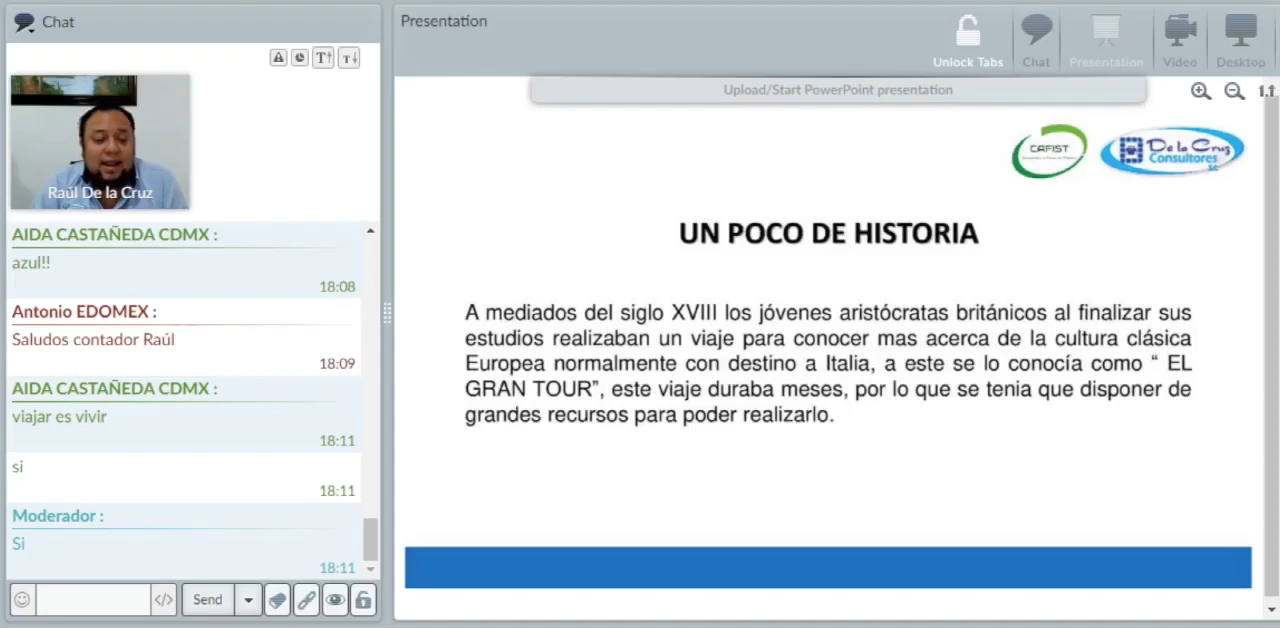 Chat
Raúl De la Cruz
AIDA CASTAÑEDA CDMX :
azul!!
18:08
Antonio EDOMEX :
Saludos contador Raúl
18:09
AIDA CASTAÑEDA CDMX :
viajar es vivir
18:11
si
18:11
Moderador :
Si
18:11
Send
Presentation
Unlock Tabs
Chat
Presentation
Video
Desktop
Upload/Start PowerPoint presentation
1.1
CAFIST
De la Cruz
Consultores
s.c.
UN POCO DE HISTORIA
A mediados del siglo XVIII los jóvenes aristócratas británicos al finalizar sus
estudios realizaban un viaje para conocer mas acerca de la cultura clásica
Europea normalmente con destino a Italia, a este se lo conocía como “ EL
GRAN TOUR”, este viaje duraba meses, por lo que se tenia que disponer de
grandes recursos para poder realizarlo.